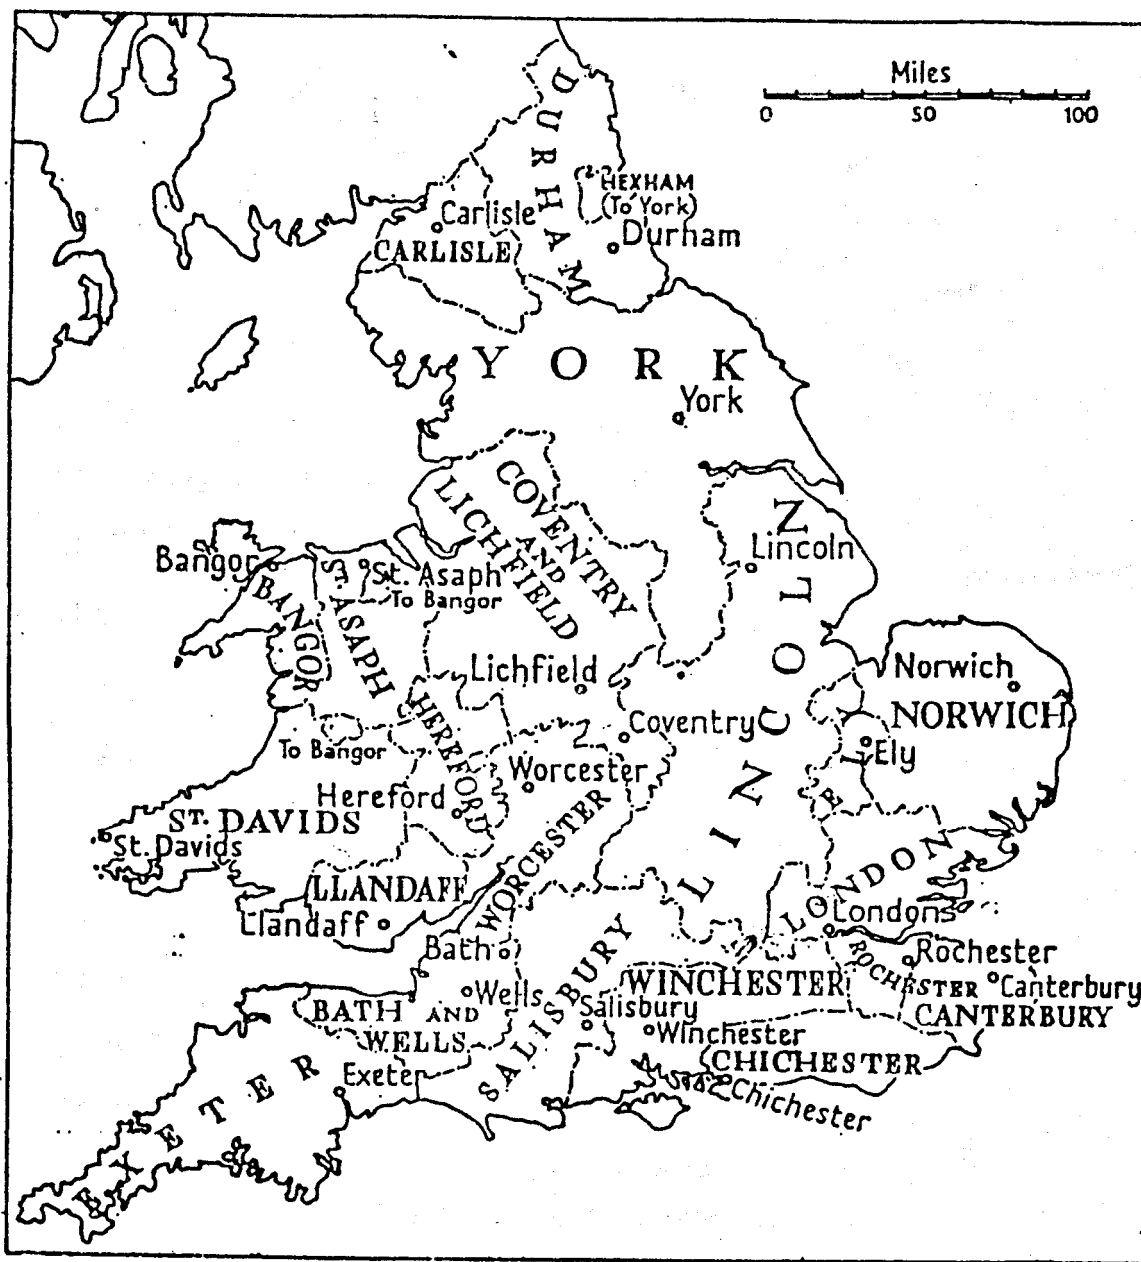 Miles
0 50 100
DURHAM
HEXHAM
(To York)
Carlisle
Durham
CARLISLE
YORK
York
COVENTRY
AND
LICHFIELD
LINCOLN
Lincoln
Bangor
St. Asaph
To Bangor
BANGOR
ST. ASAPH
Lichfield
Norwich
NORWICH
HEREFORD
Coventry
To Bangor
Ely
ELY
Worcester
Hereford
WORCESTER
ST. DAVIDS
St. Davids
LLANDAFF
Llandaff
LONDON
London
Bath
Rochester
ROCHESTER
WINCHESTER
Canterbury
CANTERBURY
Wells
BATH AND
WELLS
SALISBURY
Salisbury
Winchester
CHICHESTER
Chichester
Exeter
EXETER